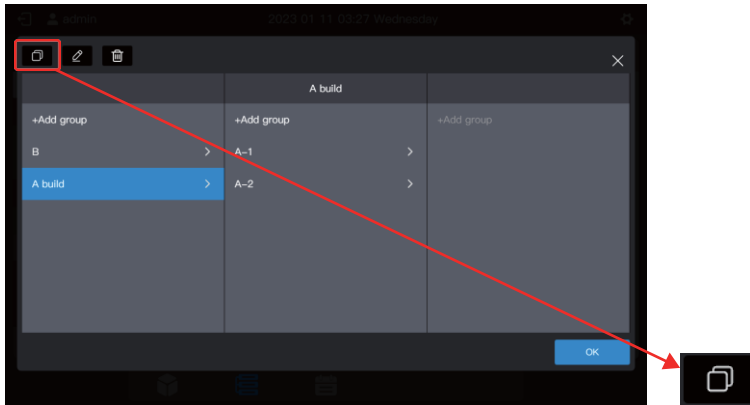 admin
2023 01 11 03:27 Wednesday
A build
+Add group
+Add group
+Add group
B
A-1
A build
A-2
OK